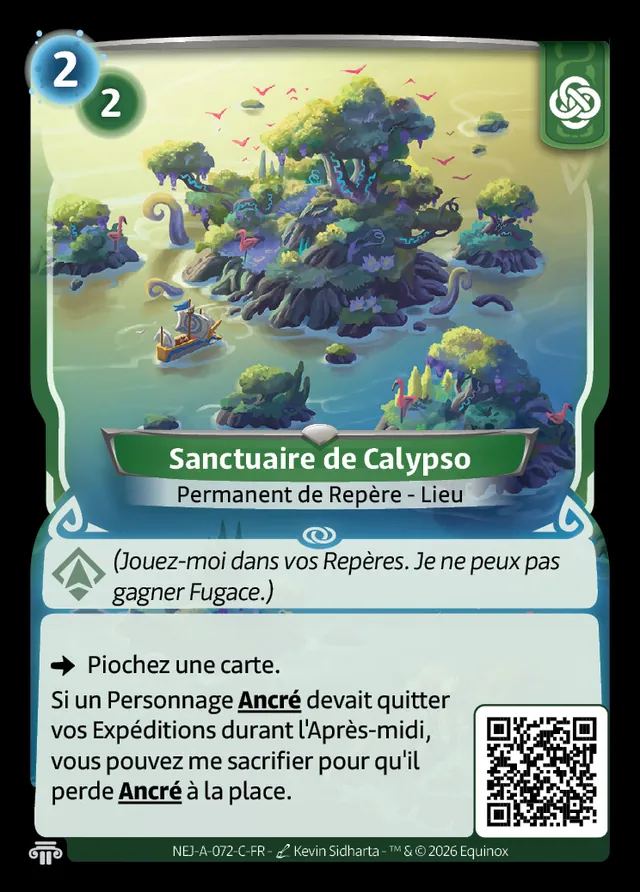 2
2
Sanctuaire de Calypso
Permanent de Repère - Lieu
(Jouez-moi dans vos Repères. Je ne peux pas
gagner Fugace.)
Piochez une carte.
Si un Personnage Ancré devait quitter
vos Expéditions durant l'Après-midi,
vous pouvez me sacrifier pour qu'il
perde Ancré à la place.
NEJ-A-072-C-FR - Kevin Sidharta - ™ & © 2026 Equinox